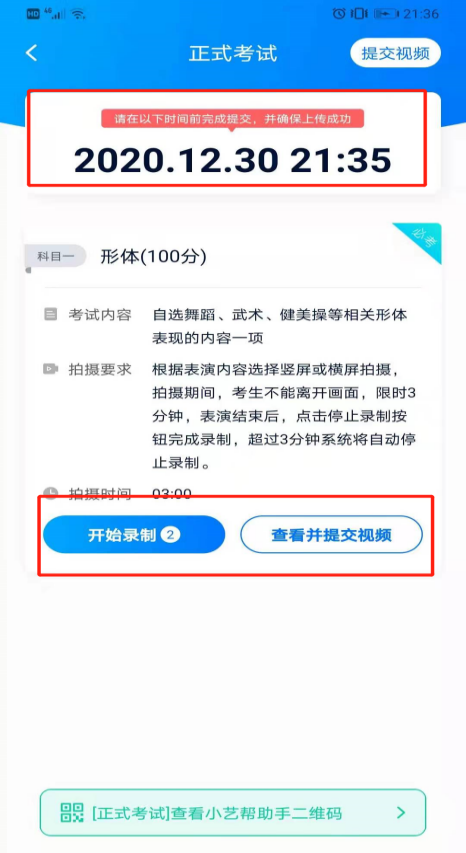 HD 4G 21:36
正式考试 提交视频
请在以下时间前完成提交，并确保上传成功
2020.12.30 21:35
必考
科目一 形体(100分)
考试内容 自选舞蹈、武术、健美操等相关形体
表现的内容一项
拍摄要求 根据表演内容选择竖屏或横屏拍摄，
拍摄期间，考生不能离开画面，限时3
分钟，表演结束后，点击停止录制按
钮完成录制，超过3分钟系统将自动停
止录制。
拍摄时间 03:00
开始录制 2 查看并提交视频
[正式考试]查看小艺帮助手二维码